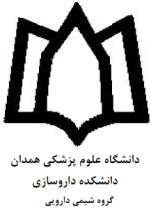 دانشگاه علوم پزشکی همدان
دانشکده داروسازی
گروه شیمی دارویی